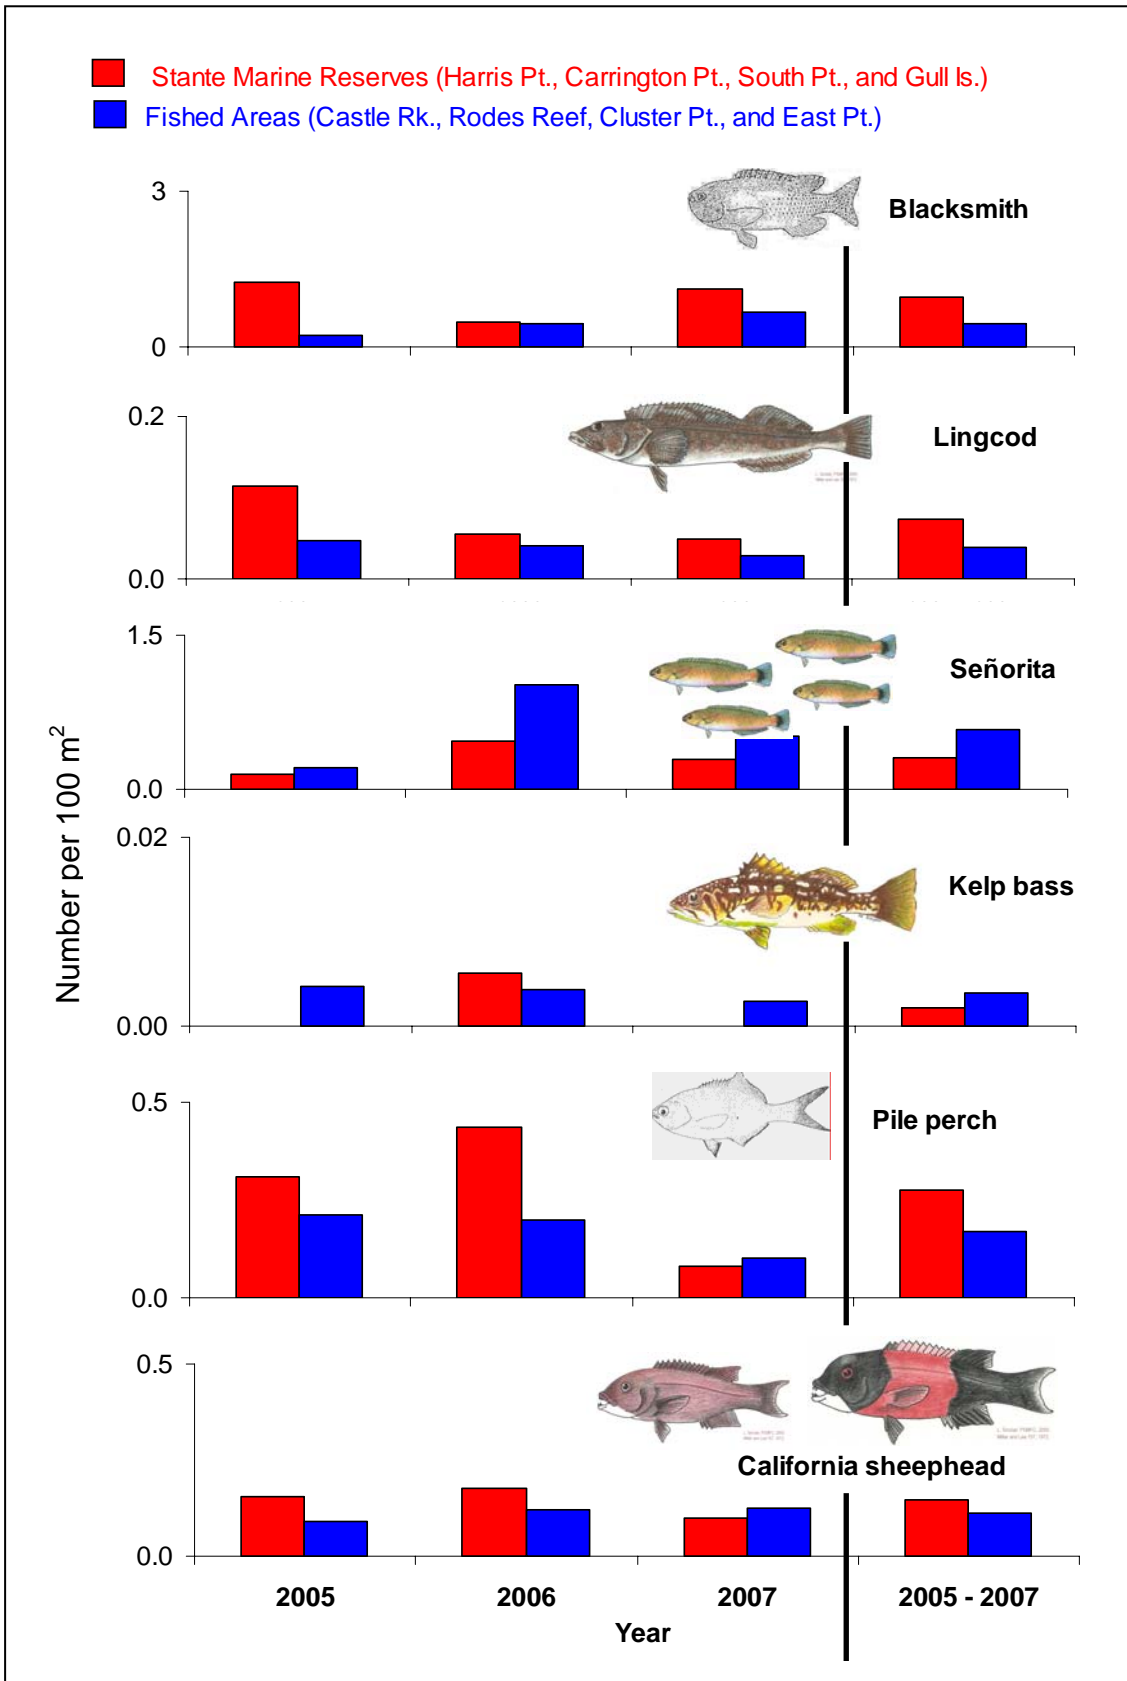 Stante Marine Reserves (Harris Pt., Carrington Pt., South Pt., and Gull Is.)
Fished Areas (Castle Rk., Rodes Reef, Cluster Pt., and East Pt.)
3
Blacksmith
0
0.2
Lingcod
0.0
1.5
Señorita
0.0
Number per 100 m²
0.02
Kelp bass
0.00
0.5
Pile perch
0.0
0.5
California sheephead
0.0
2005
2006
2007
2005 - 2007
Year